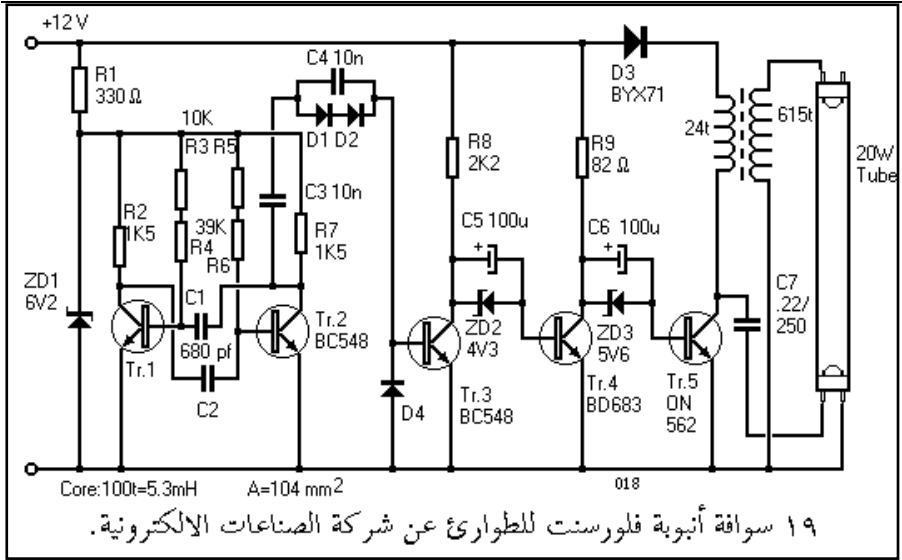 +12 V
R1
330 Ω
10K
R3 R5
C4 10n
D1 D2
D3
BYX71
R8
2K2
R9
82 Ω
24t
615t
20W
Tube
R2
1K5
39K
R4
R6
C3 10n
R7
1K5
C5 100u
+
C6 100u
+
ZD1
6V2
C1
680 pf
C2
Tr.1
Tr.2
BC548
ZD2
4V3
ZD3
5V6
C7
.22/
250
D4
Tr.3
BC548
Tr.4
BD683
Tr.5
ON
562
Core:100t=5.3mH
A=104 mm2
018
١٩ سواقة أنبوبة فلورسنت للطوارئ عن شركة الصناعات الالكترونية.